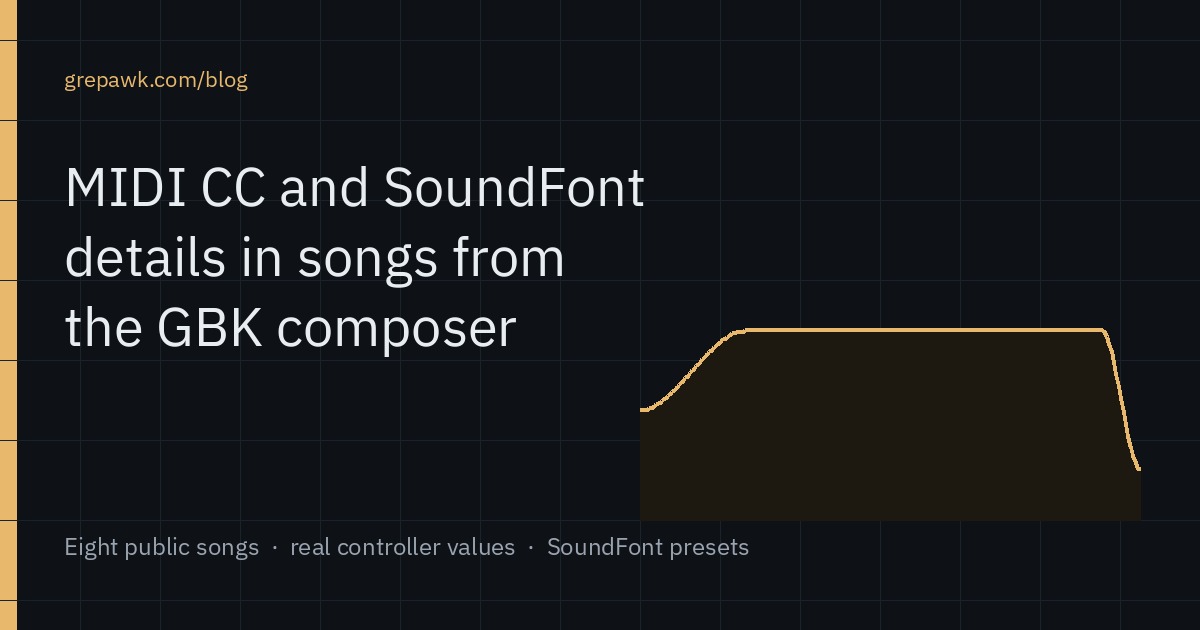 grepawk.com/blog
MIDI CC and SoundFont
details in songs from
the GBK composer
Eight public songs · real controller values · SoundFont presets